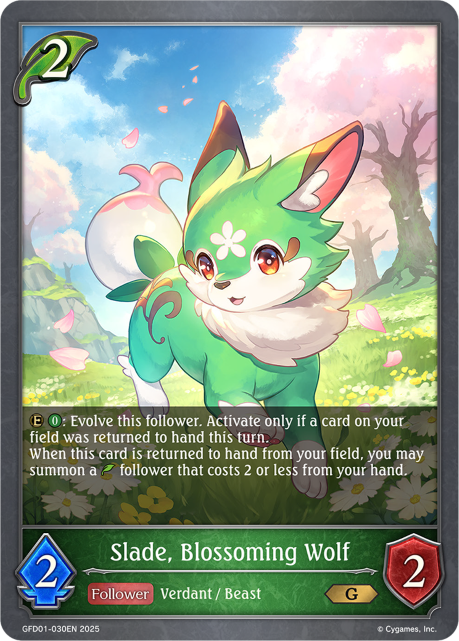 2
E 0: Evolve this follower. Activate only if a card on your
field was returned to hand this turn.
When this card is returned to hand from your field, you may
summon a follower that costs 2 or less from your hand.
2
Slade, Blossoming Wolf
2
Follower Verdant / Beast G
GFD01-030EN 2025 © Cygames, Inc.